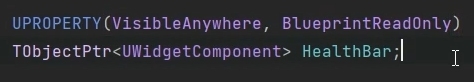 UPROPERTY(VisibleAnywhere, BlueprintReadOnly)
TObjectPtr<UWidgetComponent> HealthBar;